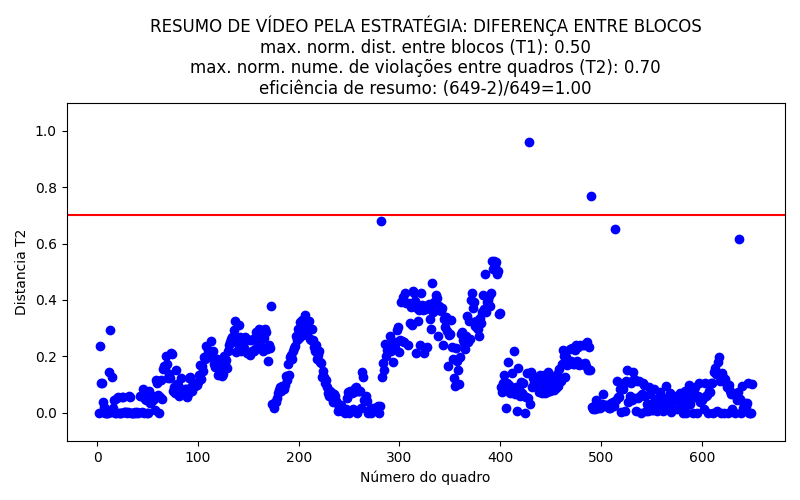 RESUMO DE VÍDEO PELA ESTRATÉGIA: DIFERENÇA ENTRE BLOCOS
max. norm. dist. entre blocos (T1): 0.50
max. norm. nume. de violações entre quadros (T2): 0.70
eficiência de resumo: (649-2)/649=1.00
1.0
0.8
0.6
0.4
0.2
0.0
Distancia T2
0 100 200 300 400 500 600
Número do quadro